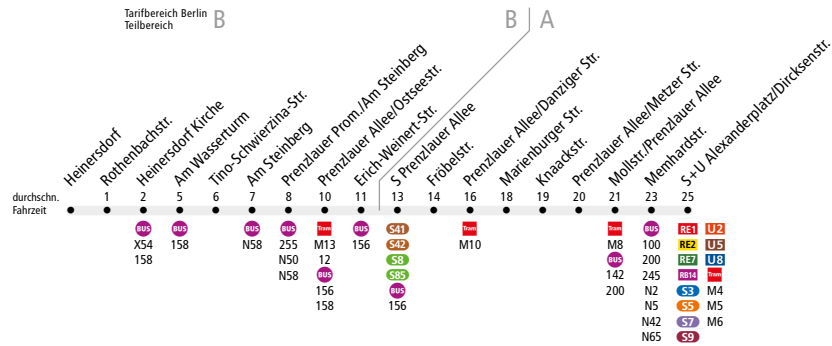 Tarifbereich Berlin
Teilbereich
B
B
A
Heinersdorf
Rothenbachstr.
Heinersdorf Kirche
Am Wasserturm
Tino-Schwierzina-Str.
Am Steinberg
Prenzlauer Prom./Am Steinberg
Prenzlauer Allee/Ostseestr.
Erich-Weinert-Str.
S Prenzlauer Allee
Fröbelstr.
Prenzlauer Allee/Danziger Str.
Marienburger Str.
Knaackstr.
Prenzlauer Allee/Metzer Str.
Mollstr./Prenzlauer Allee
Memhardstr.
S+U Alexanderplatz/Dircksenstr.
durchschn.
Fahrzeit
1 2 5 6 7 8 10 11 13 14 16 18 19 20 21 23 25
BUS
X54
158
BUS
158
BUS
N58
BUS
255
N50
N58
Tram
M13
12
BUS
156
158
BUS
156
S41
S42
S8
S85
BUS
156
Tram
M10
Tram
M8
BUS
142
200
BUS
100
200
245
N2
N5
N42
N65
RE1
RE2
RE7
RB14
S3
S5
S7
S9
U2
U5
U8
Tram
M4
M5
M6